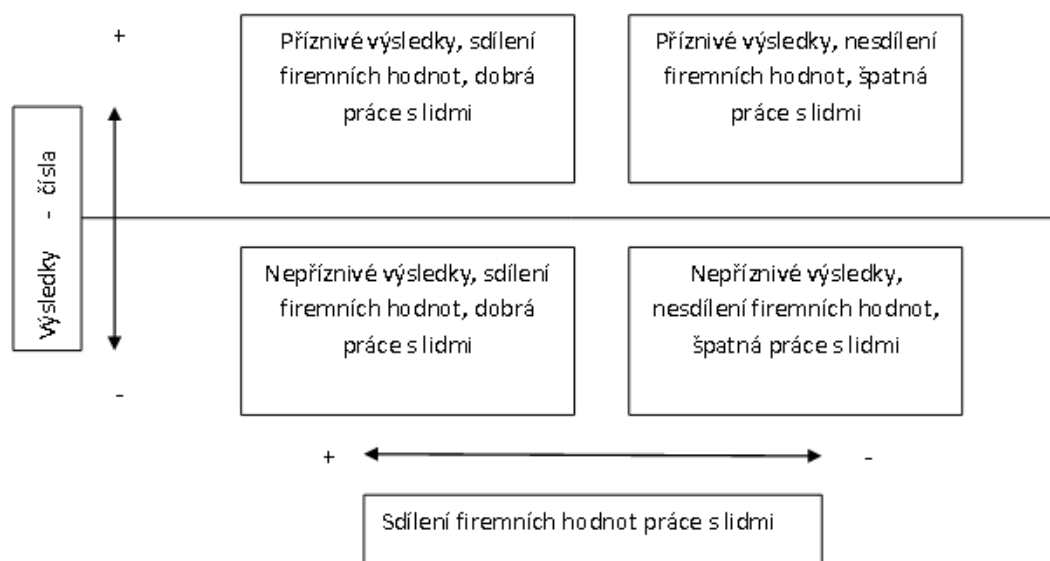 +
Příznivé výsledky, sdílení
firemních hodnot, dobrá
práce s lidmi
Příznivé výsledky, nesdílení
firemních hodnot, špatná
práce s lidmi
Výsledky - čísla
Nepříznivé výsledky, sdílení
firemních hodnot, dobrá
práce s lidmi
Nepříznivé výsledky,
nesdílení firemních hodnot,
špatná práce s lidmi
-
+
-
Sdílení firemních hodnot práce s lidmi